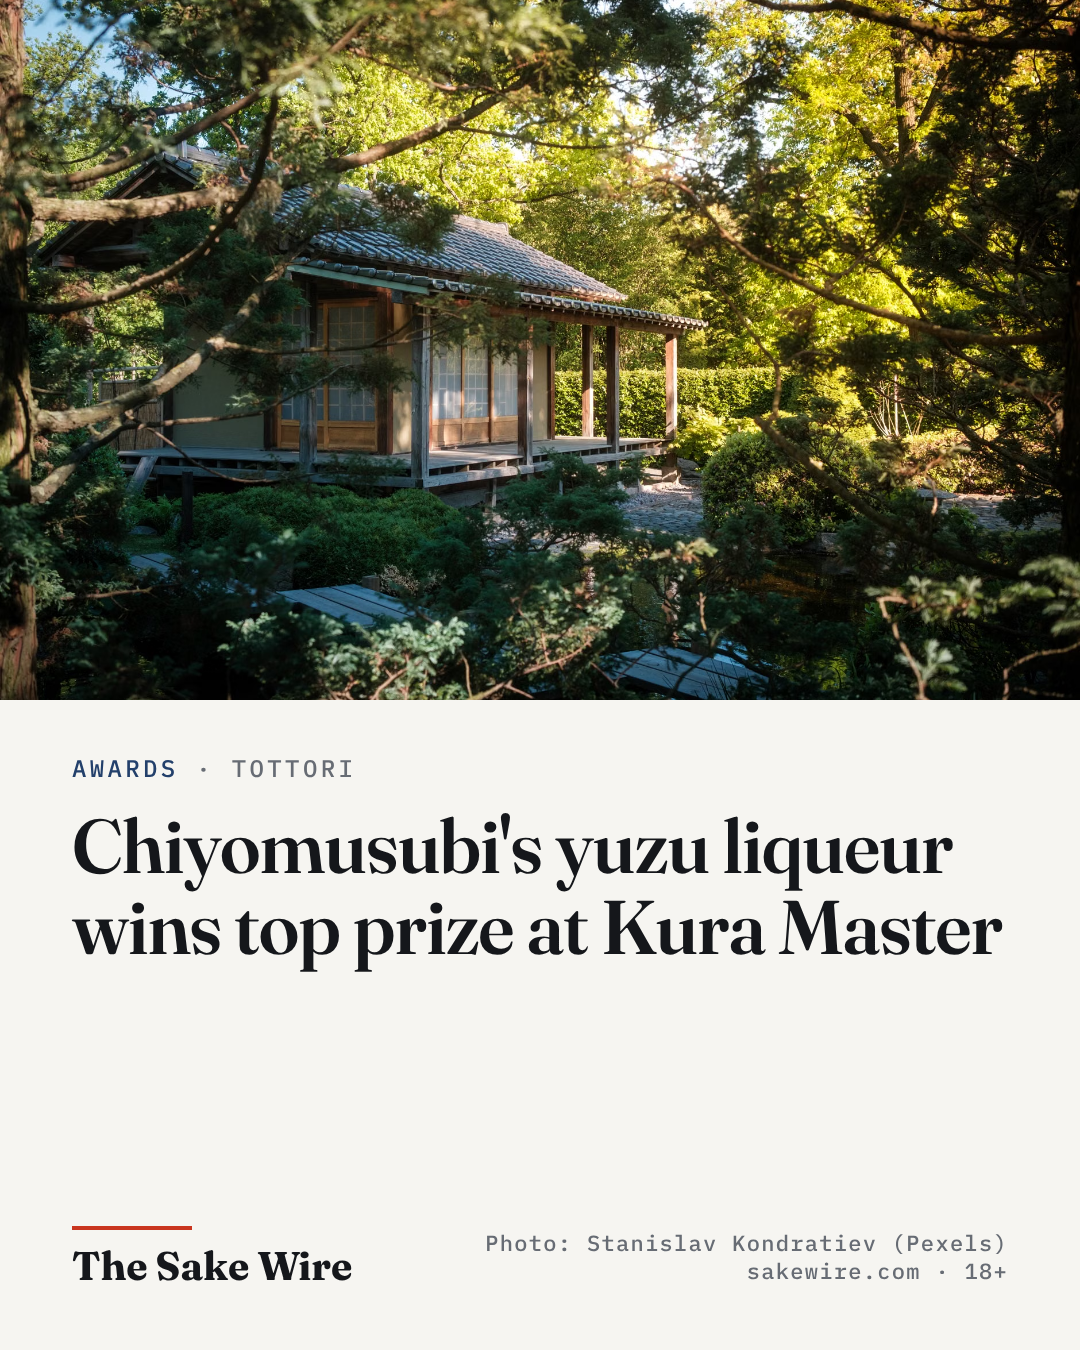 AWARDS · TOTTORI
Chiyomusubi's yuzu liqueur
wins top prize at Kura Master
The Sake Wire
Photo: Stanislav Kondratiev (Pexels)
sakewire.com · 18+